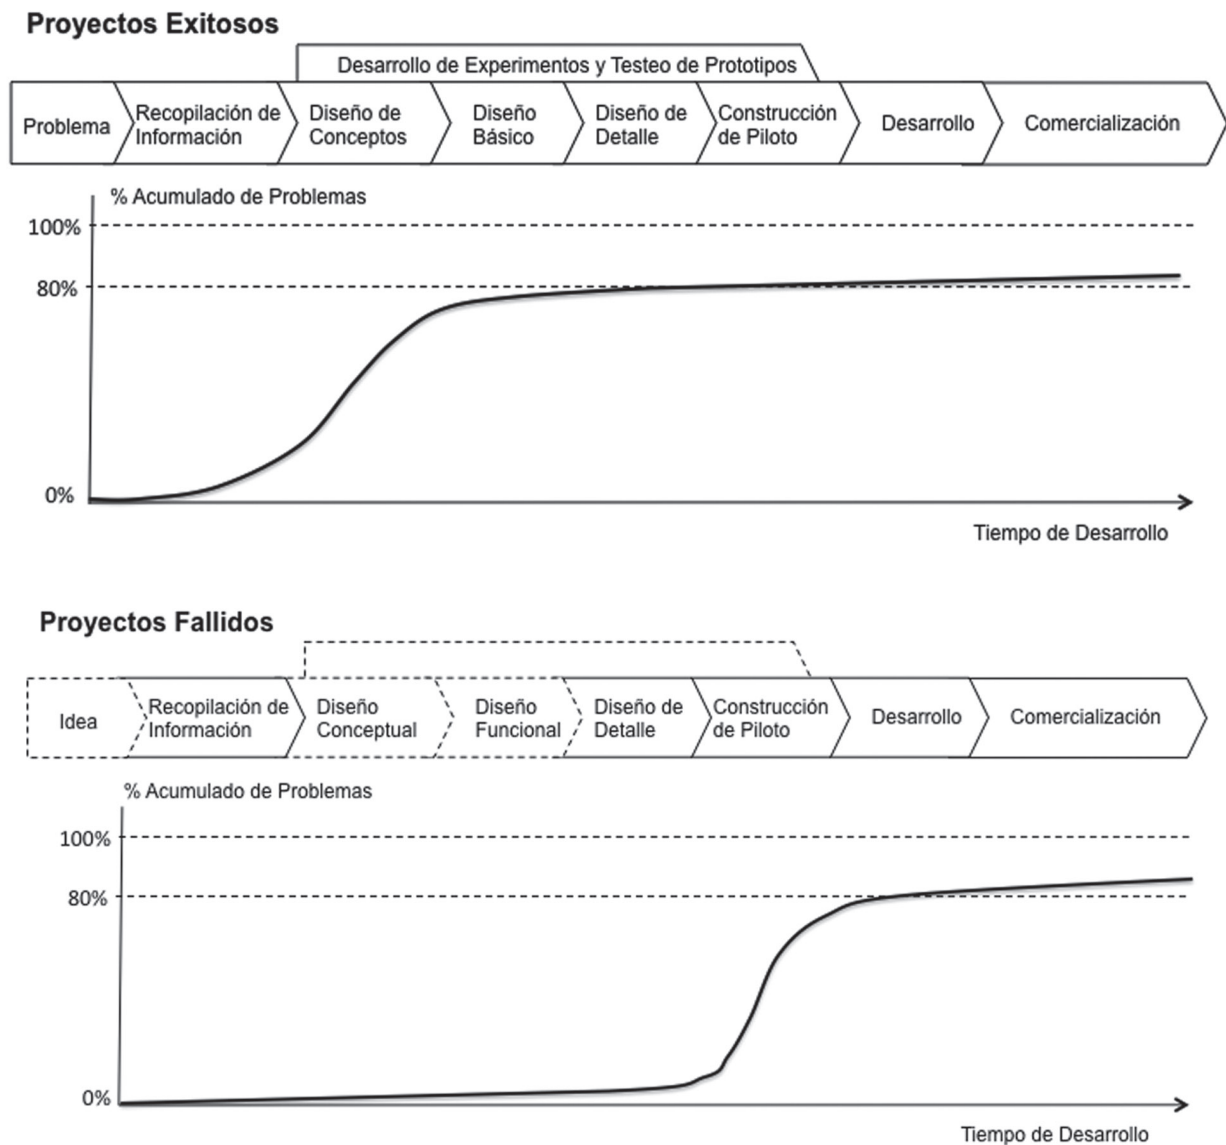 Proyectos Exitosos
Desarrollo de Experimentos y Testeo de Prototipos
Problema
Recopilación de
Información
Diseño de
Conceptos
Diseño
Básico
Diseño de
Detalle
Construcción
de Piloto
Desarrollo
Comercialización
% Acumulado de Problemas
100%
80%
0%
Tiempo de Desarrollo
Proyectos Fallidos
Idea
Recopilación de
Información
Diseño
Conceptual
Diseño
Funcional
Diseño de
Detalle
Construcción
de Piloto
Desarrollo
Comercialización
% Acumulado de Problemas
100%
80%
0%
Tiempo de Desarrollo